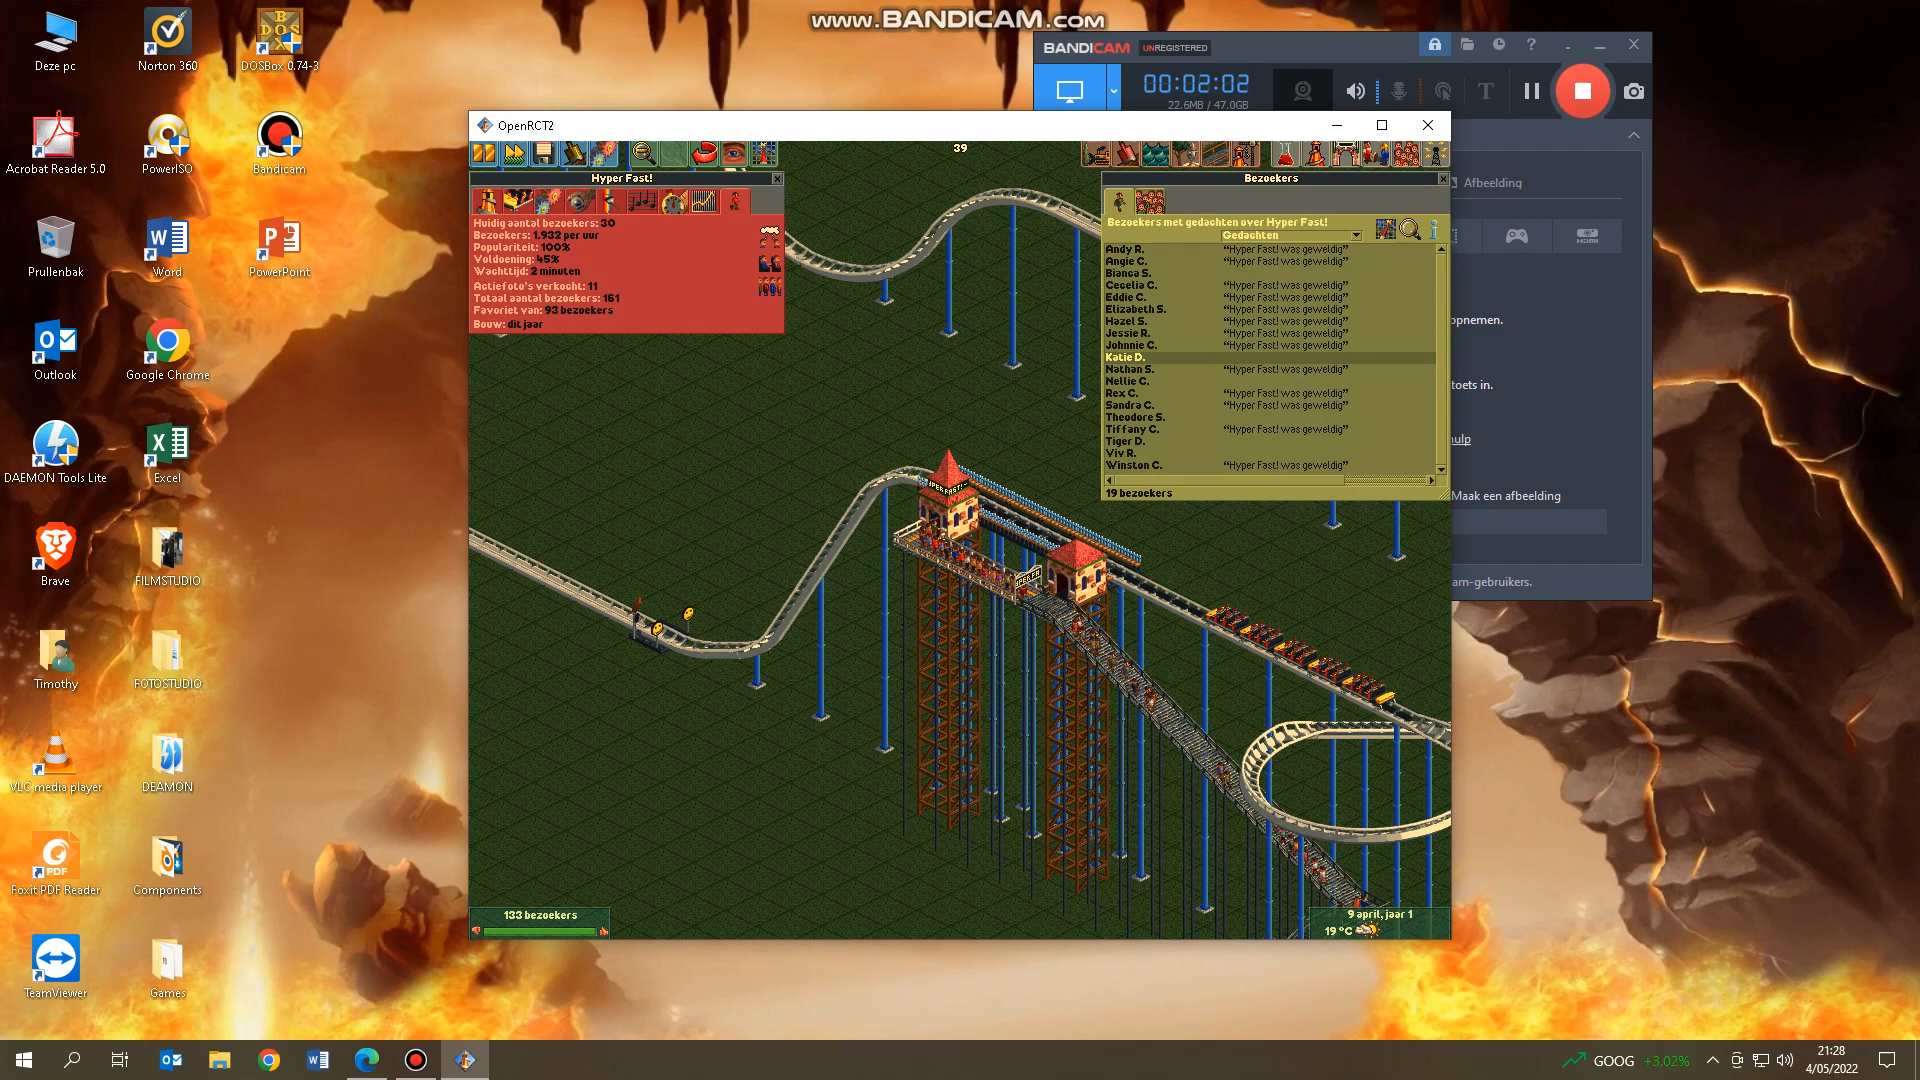 www.BANDICAM.com
Deze pc
Norton 360
DOSBox 0.74-3
Acrobat Reader 5.0
PowerISO
Bandicam
Prullenbak
Word
PowerPoint
Outlook
Google Chrome
DAEMON Tools Lite
Excel
Brave
FILMSTUDIO
Timothy
FOTOSTUDIO
VLC media player
DEAMON
Foxit PDF Reader
Components
TeamViewer
Games
BANDICAM UNREGISTERED
00:02:02
22.6MB / 47.0GB
Afbeelding
HDMI
opnemen.
toets in.
ulp
Maak een afbeelding
am-gebruikers.
OpenRCT2
39
Hyper Fast!
Huidig aantal bezoekers: 30
Bezoekers: 1.932 per uur
Populariteit: 100%
Voldoening: 45%
Wachttijd: 2 minuten
Actiefoto's verkocht: 11
Totaal aantal bezoekers: 161
Favoriet van: 93 bezoekers
Bouw: dit jaar
Bezoekers
Bezoekers met gedachten over Hyper Fast!
Gedachten
Andy R. “Hyper Fast! was geweldig”
Angie C. “Hyper Fast! was geweldig”
Bianca S.
Cecelia C. “Hyper Fast! was geweldig”
Eddie C. “Hyper Fast! was geweldig”
Elizabeth S. “Hyper Fast! was geweldig”
Hazel S. “Hyper Fast! was geweldig”
Jessie R. “Hyper Fast! was geweldig”
Johnnie C. “Hyper Fast! was geweldig”
Katie D.
Nathan S. “Hyper Fast! was geweldig”
Nellie C.
Rex C. “Hyper Fast! was geweldig”
Sandra C. “Hyper Fast! was geweldig”
Theodore S.
Tiffany C. “Hyper Fast! was geweldig”
Tiger D.
Viv R.
Winston C. “Hyper Fast! was geweldig”
19 bezoekers
133 bezoekers
9 april, jaar 1
19 °C
GOOG +3,02%
21:28
4/05/2022